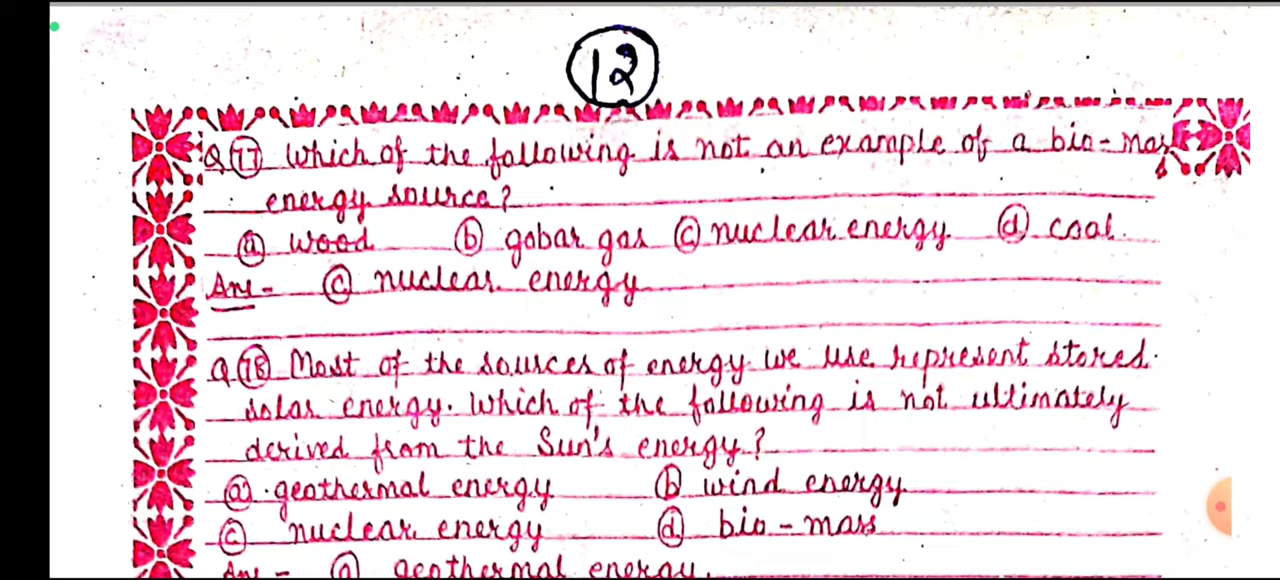 12
Q.17 Which of the following is not an example of a bio-mass
energy source?
(a) wood (b) gobar gas (c) nuclear energy (d) coal.
Ans- (c) nuclear energy
Q.18 Most of the sources of energy we use represent stored
solar energy. Which of the following is not ultimately
derived from the Sun's energy?
(a) geothermal energy (b) wind energy
(c) nuclear energy (d) bio-mass
Ans- (a) geothermal energy.